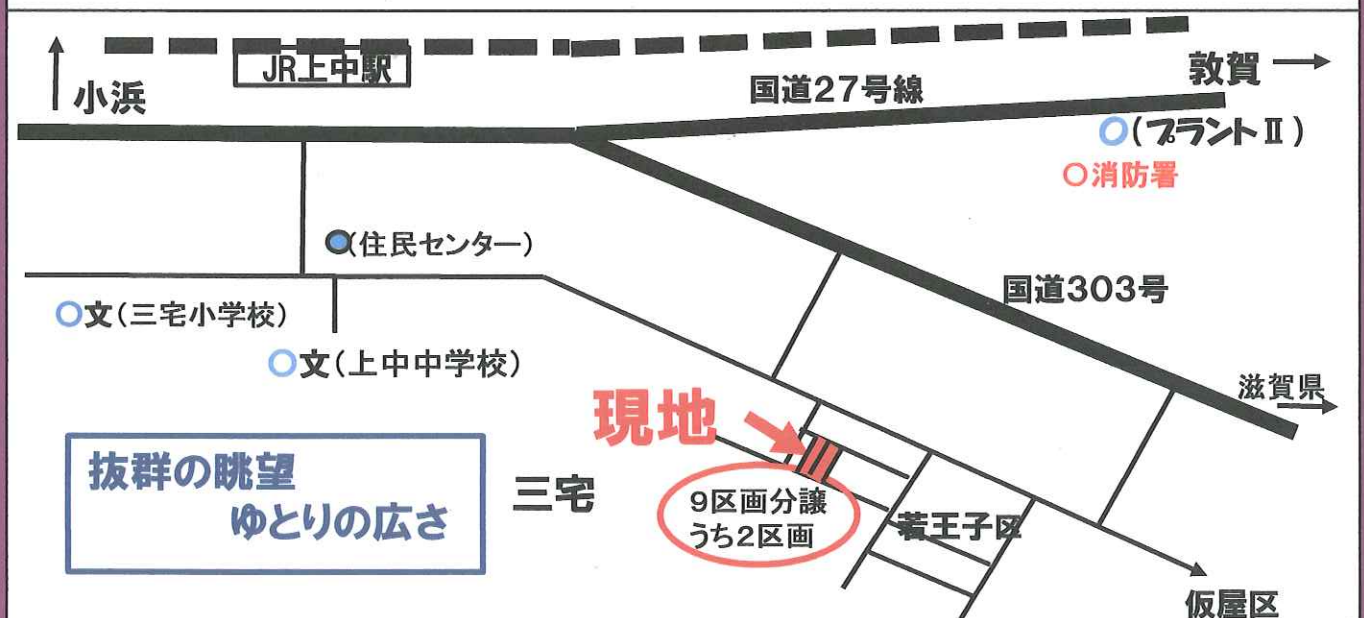 JR上中駅
小浜
国道27号線
敦賀
(プラントⅡ)
消防署
(住民センター)
国道303号
文(三宅小学校)
文(上中中学校)
滋賀県
現地
抜群の眺望
ゆとりの広さ
三宅
9区画分譲
うち2区画
若王子区
仮屋区